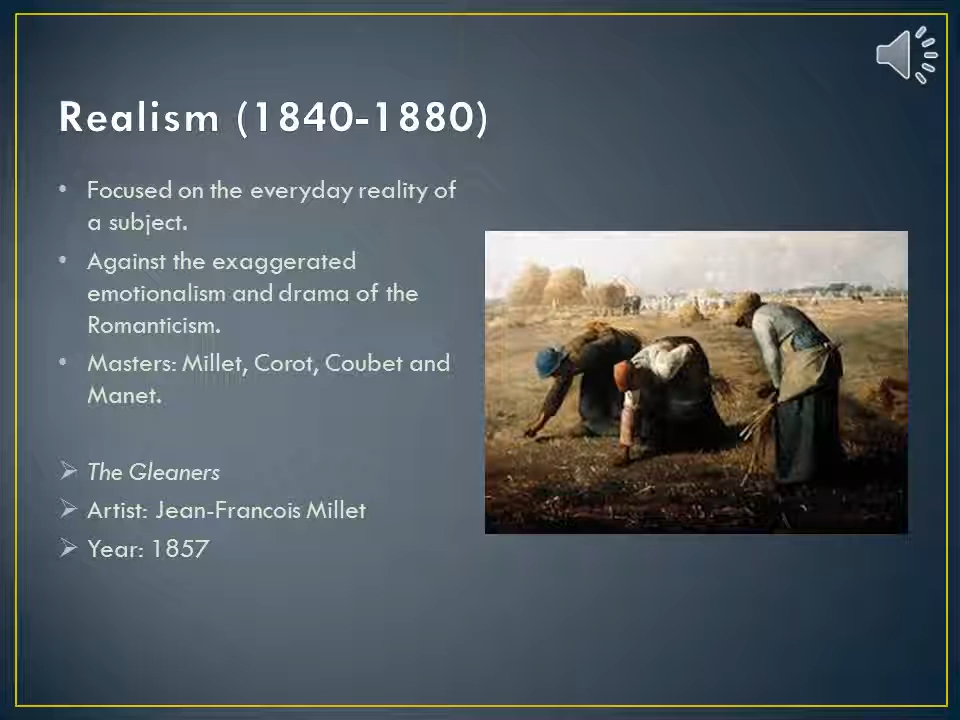 Realism (1840-1880)
• Focused on the everyday reality of
a subject.
• Against the exaggerated
emotionalism and drama of the
Romanticism.
• Masters: Millet, Corot, Coubet and
Manet.
➢ The Gleaners
➢ Artist: Jean-Francois Millet
➢ Year: 1857